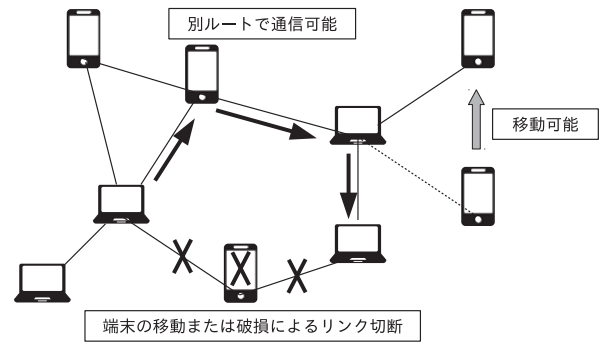 別ルートで通信可能
移動可能
端末の移動または破損によるリンク切断